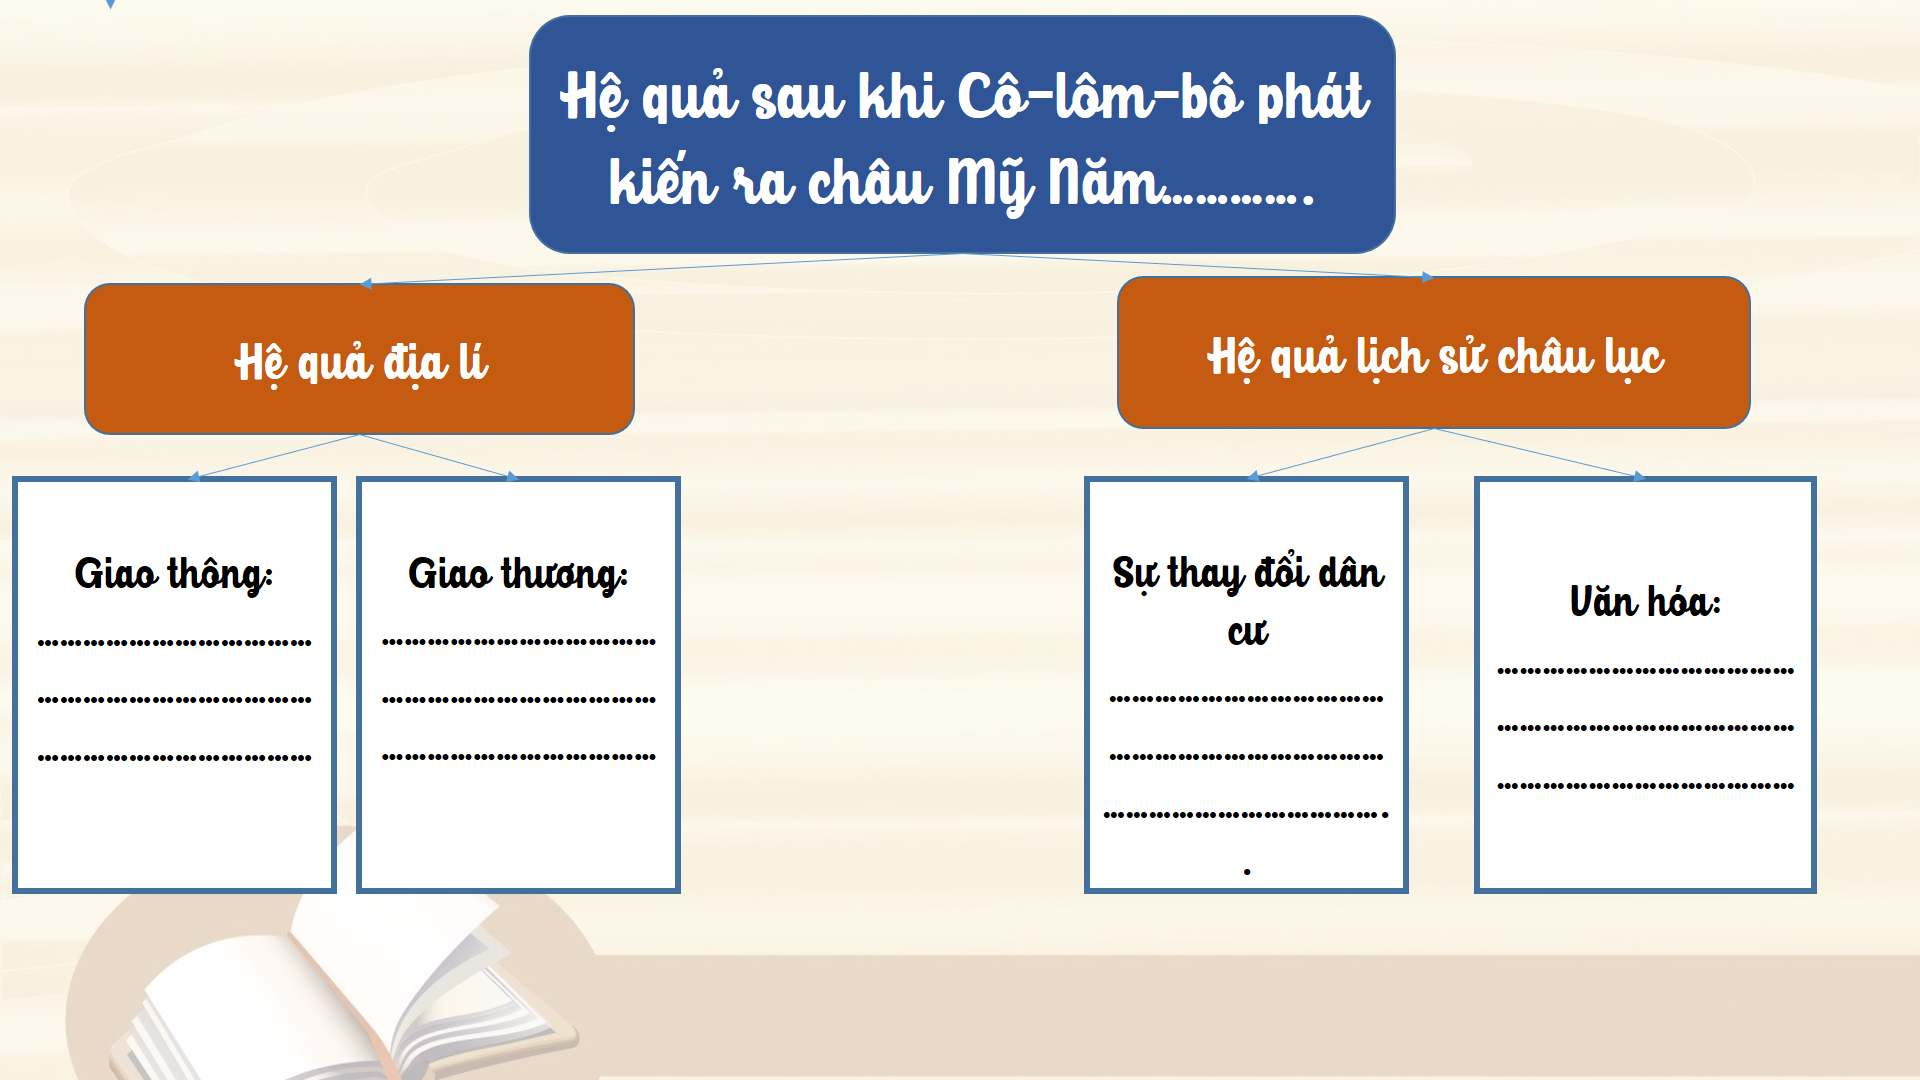 Hệ quả sau khi Cô-lôm-bô phát
kiến ra châu Mỹ Năm………….
Hệ quả địa lí
Hệ quả lịch sử châu lục
Giao thông:
………………………………
………………………………
………………………………
Giao thương:
………………………………
………………………………
………………………………
Sự thay đổi dân
cư
………………………………
………………………………
……………………………….
.
Văn hóa:
…………………………………
…………………………………
…………………………………